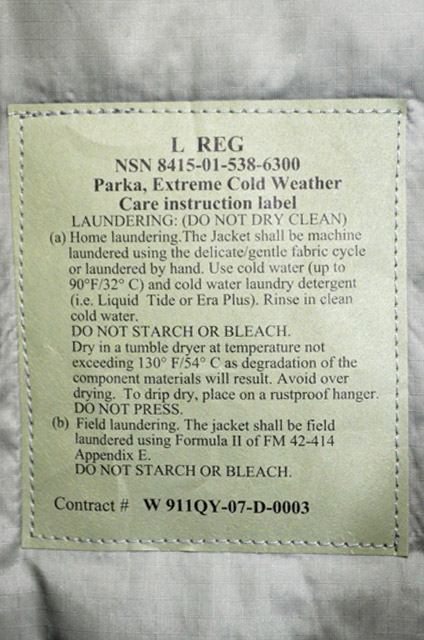 L REG
NSN 8415-01-538-6300
Parka, Extreme Cold Weather
Care instruction label
LAUNDERING: (DO NOT DRY CLEAN)
(a) Home laundering.The Jacket shall be machine
laundered using the delicate/gentle fabric cycle
or laundered by hand. Use cold water (up to
90°F/32° C) and cold water laundry detergent
(i.e. Liquid Tide or Era Plus). Rinse in clean
cold water.
DO NOT STARCH OR BLEACH.
Dry in a tumble dryer at temperature not
exceeding 130° F/54° C as degradation of the
component materials will result. Avoid over
drying. To drip dry, place on a rustproof hanger.
DO NOT PRESS.
(b) Field laundering. The jacket shall be field
laundered using Formula II of FM 42-414
Appendix E.
DO NOT STARCH OR BLEACH.
Contract # W 911QY-07-D-0003